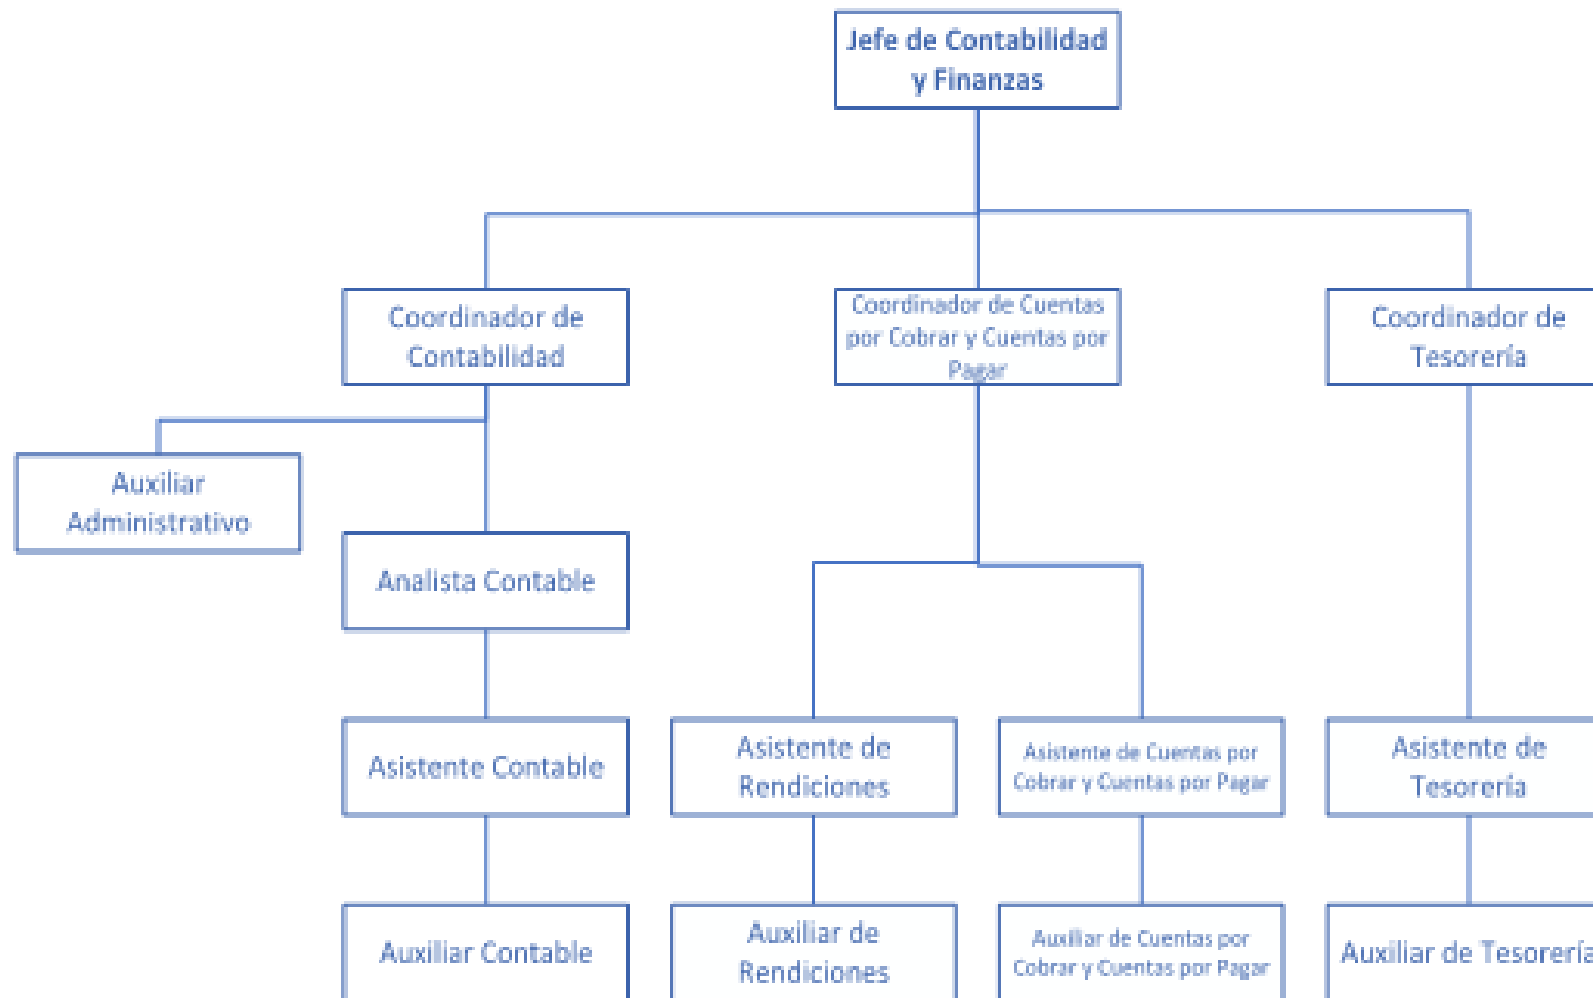 Jefe de Contabilidad
y Finanzas
Coordinador de
Contabilidad
Coordinador de Cuentas
por Cobrar y Cuentas por
Pagar
Coordinador de
Tesorería
Auxiliar
Administrativo
Analista Contable
Asistente Contable
Asistente de
Rendiciones
Asistente de Cuentas por
Cobrar y Cuentas por Pagar
Asistente de
Tesorería
Auxiliar Contable
Auxiliar de
Rendiciones
Auxiliar de Cuentas por
Cobrar y Cuentas por Pagar
Auxiliar de Tesorería